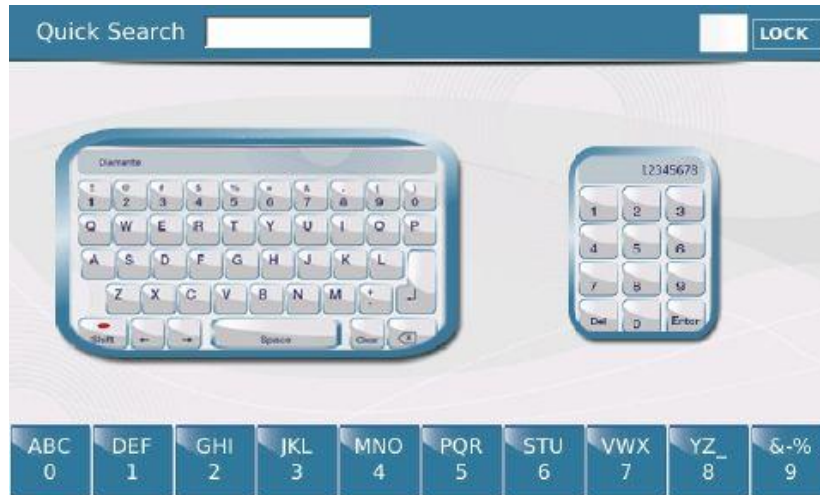 Quick Search LOCK
Diamante
! @ # $ % & ( )
1 2 3 4 5 6 7 8 9 0
Q W E R T Y U I O P
A S D F G H J K L
Z X C V B N M
Shift ← → Space Clear
12345678
1 2 3
4 5 6
7 8 9
Del 0 Enter
ABC DEF GHI JKL MNO PQR STU VWX YZ_ &-%
0 1 2 3 4 5 6 7 8 9